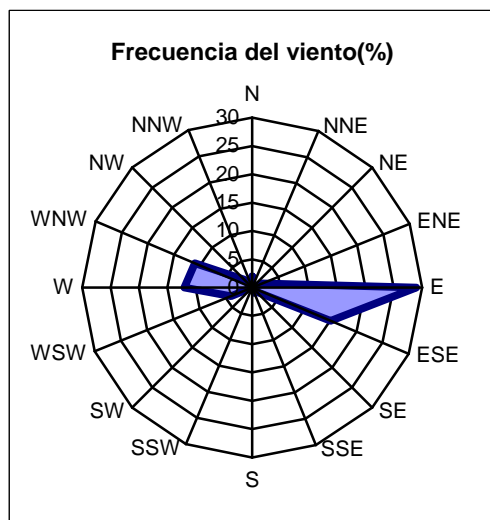 Frecuencia del viento(%)
N
NNW
NNE
30
25
20
15
10
5
0
NW
NE
WNW
ENE
W
E
WSW
ESE
SW
SE
SSW
SSE
S